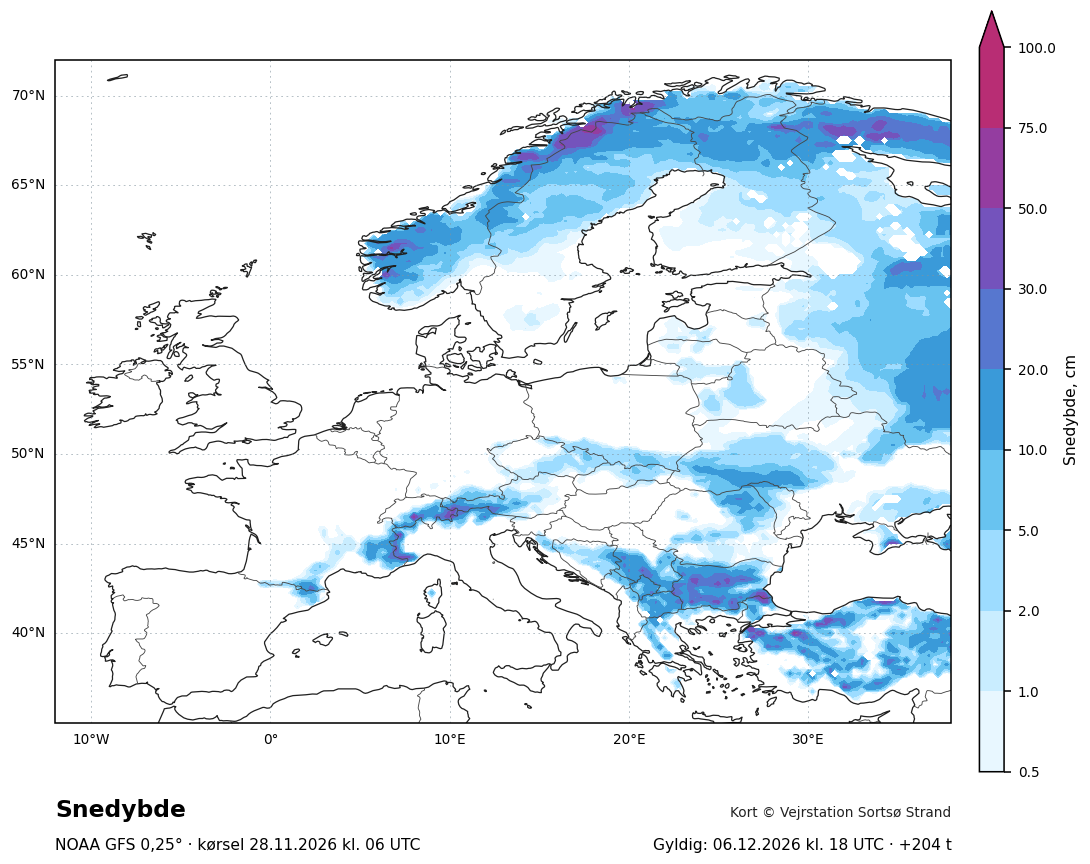 100.0
75.0
50.0
30.0
20.0
10.0
5.0
2.0
1.0
0.5
Snedybde, cm
70°N
65°N
60°N
55°N
50°N
45°N
40°N
10°W
0°
10°E
20°E
30°E
Snedybde
Kort © Vejrstation Sortsø Strand
NOAA GFS 0,25° · kørsel 28.11.2026 kl. 06 UTC
Gyldig: 06.12.2026 kl. 18 UTC · +204 t